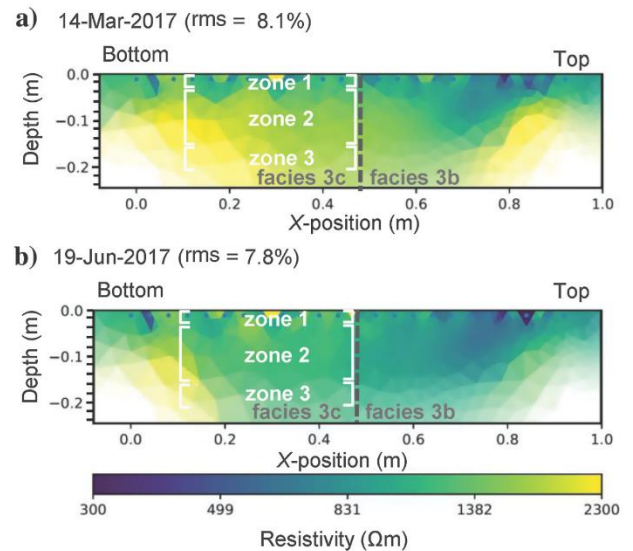 a) 14-Mar-2017 (rms = 8.1%)
Bottom Top
0.0
−0.1
−0.2
Depth (m)
zone 1
zone 2
zone 3
facies 3c facies 3b
0.0 0.2 0.4 0.6 0.8 1.0
X-position (m)
b) 19-Jun-2017 (rms = 7.8%)
Bottom Top
0.0
−0.1
−0.2
Depth (m)
zone 1
zone 2
zone 3
facies 3c facies 3b
0.0 0.2 0.4 0.6 0.8 1.0
X-position (m)
300 499 831 1382 2300
Resistivity (Ωm)